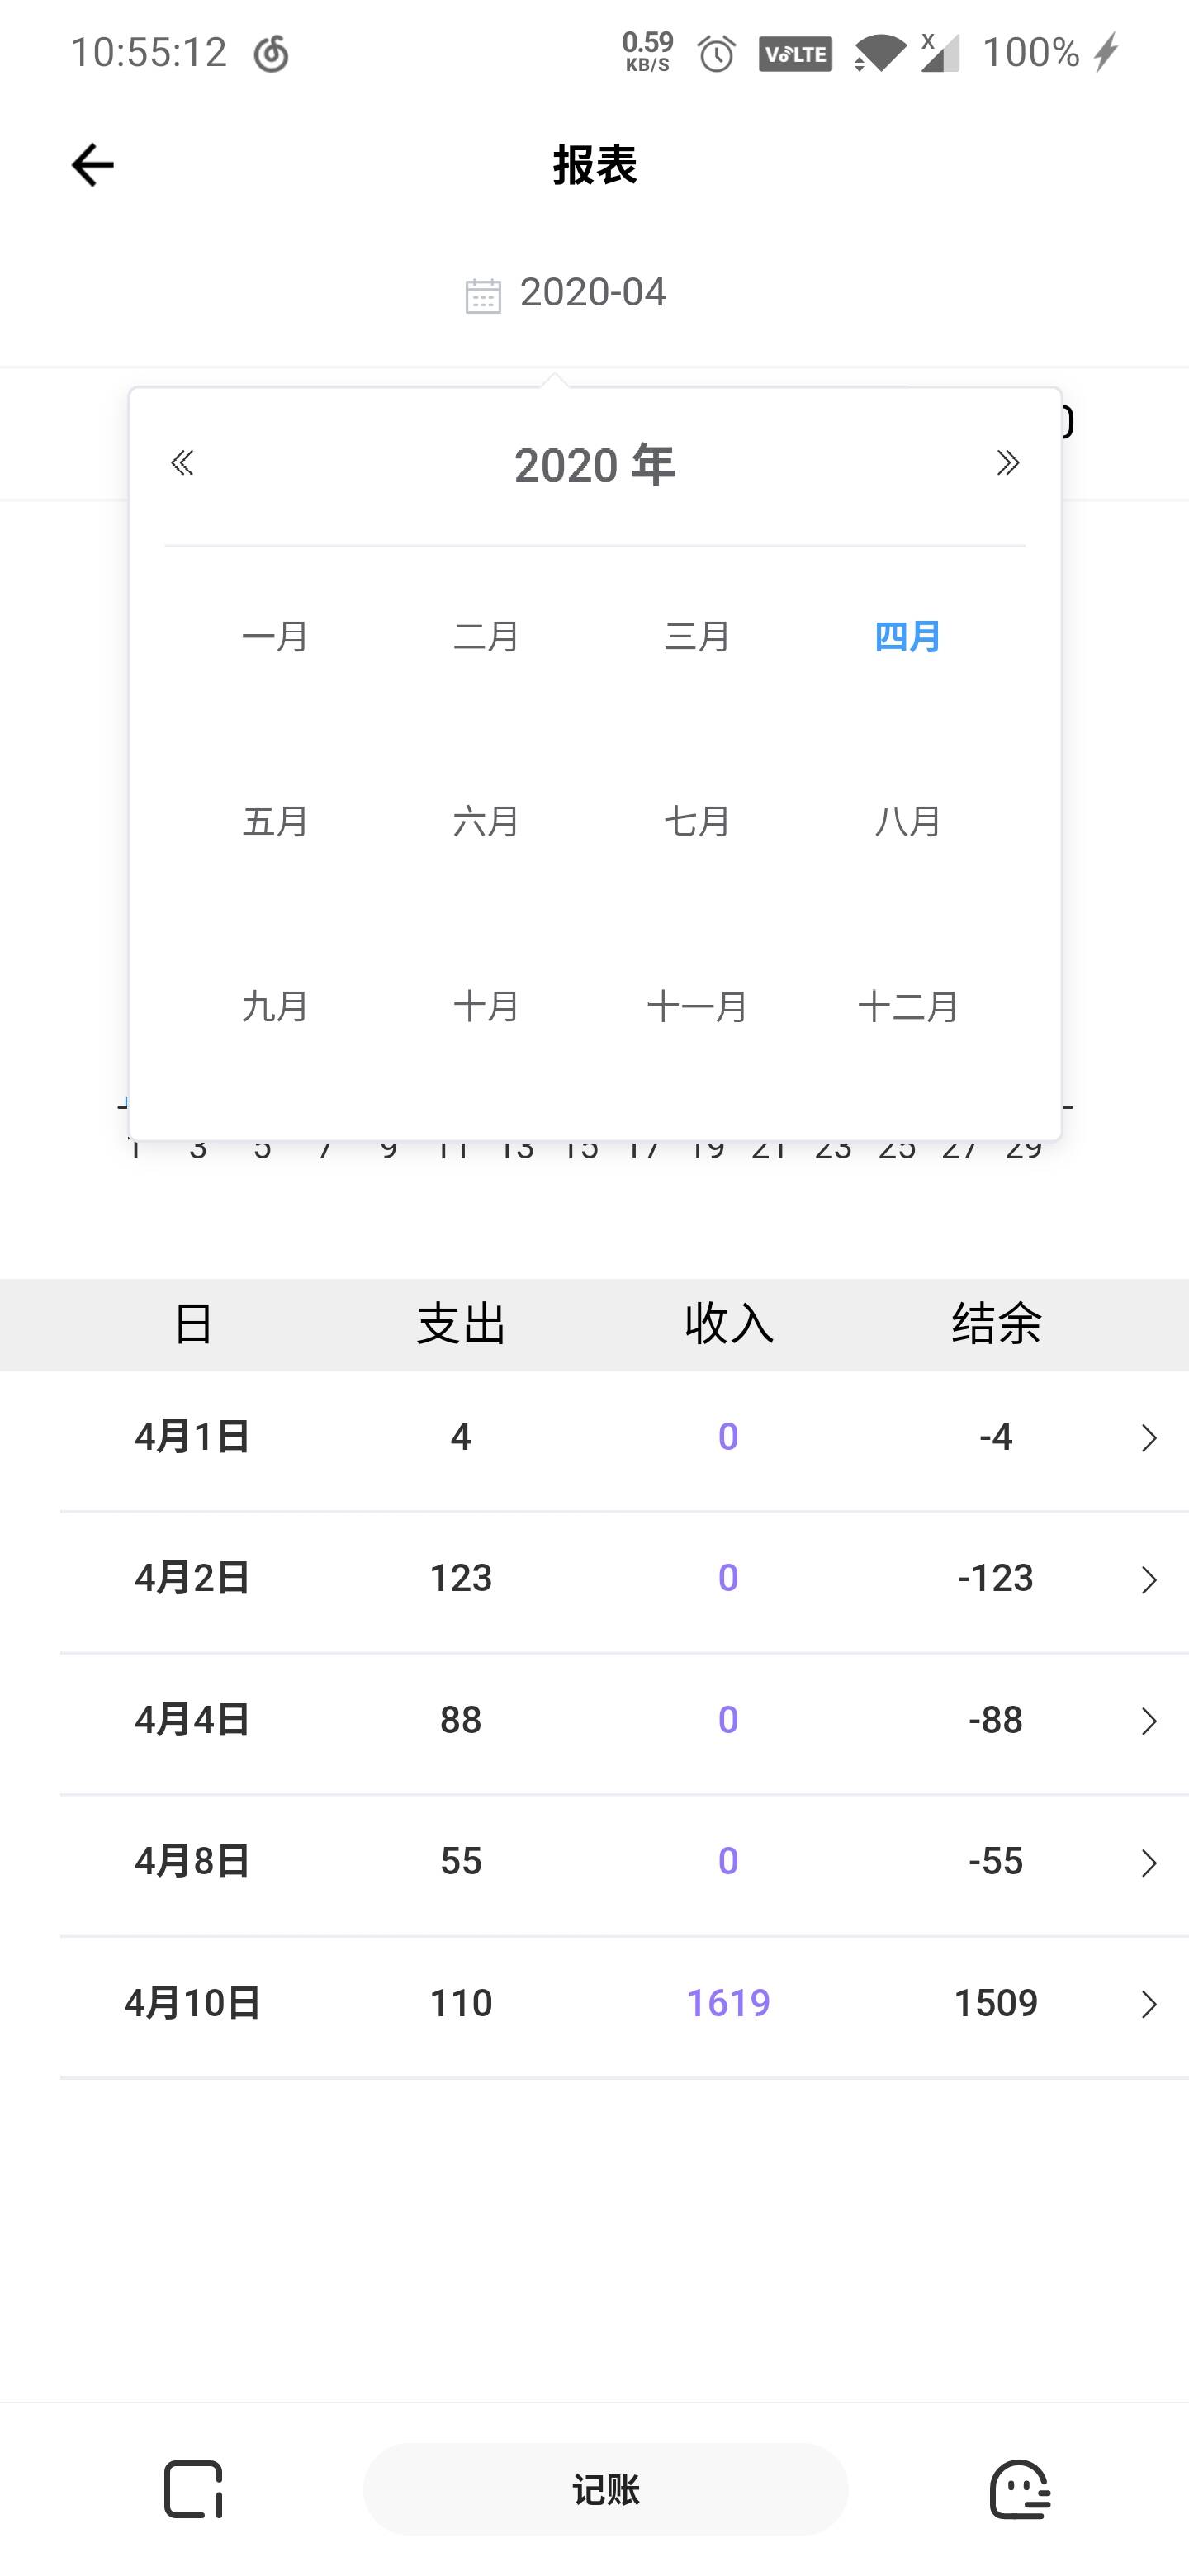 10:55:12 0.59 KB/S VoLTE X 100%
报表
2020-04
2020 年
一月 二月 三月 四月
五月 六月 七月 八月
九月 十月 十一月 十二月
1 3 5 7 9 11 13 15 17 19 21 23 25 27 29
日 支出 收入 结余
4月1日 4 0 -4
4月2日 123 0 -123
4月4日 88 0 -88
4月8日 55 0 -55
4月10日 110 1619 1509
记账